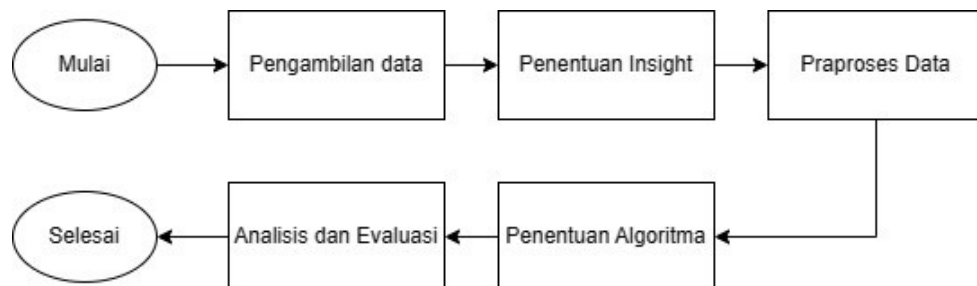 Mulai
Pengambilan data
Penentuan Insight
Praproses Data
Penentuan Algoritma
Analisis dan Evaluasi
Selesai